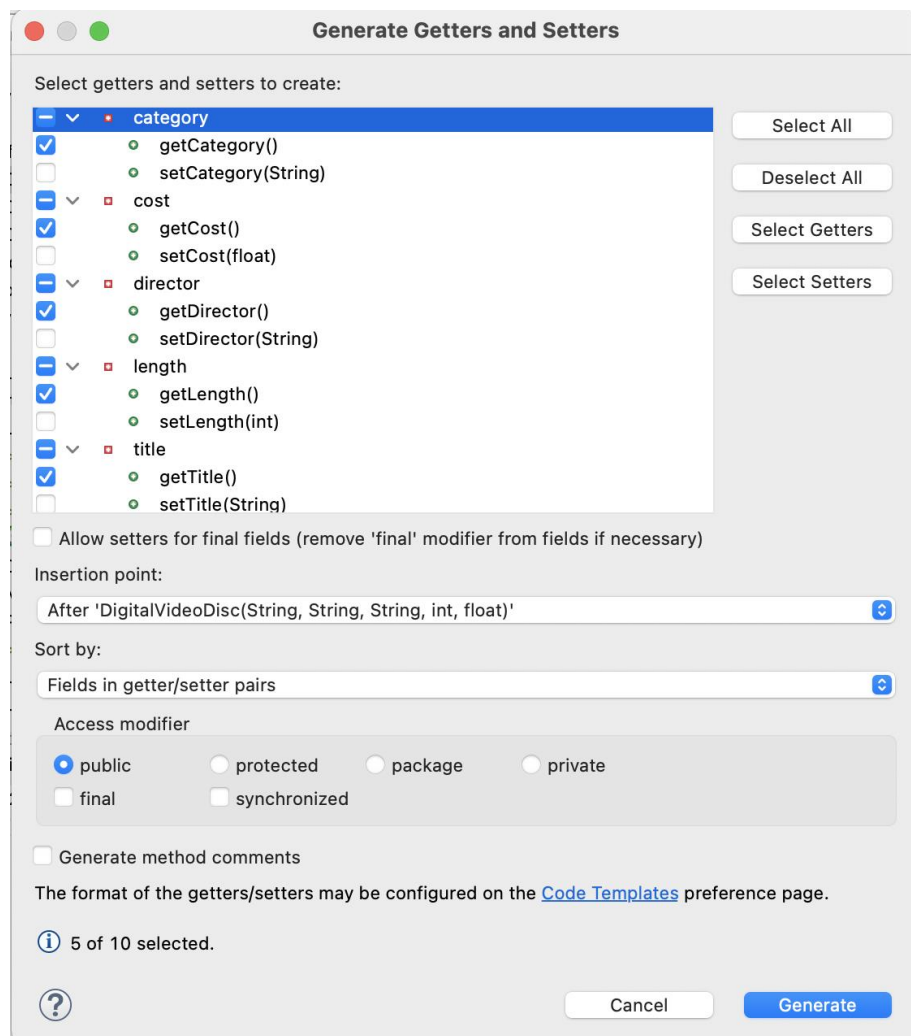 Generate Getters and Setters
Select getters and setters to create:
category
getCategory()
setCategory(String)
cost
getCost()
setCost(float)
director
getDirector()
setDirector(String)
length
getLength()
setLength(int)
title
getTitle()
setTitle(String)
Select All
Deselect All
Select Getters
Select Setters
Allow setters for final fields (remove 'final' modifier from fields if necessary)
Insertion point:
After 'DigitalVideoDisc(String, String, String, int, float)'
Sort by:
Fields in getter/setter pairs
Access modifier
public protected package private
final synchronized
Generate method comments
The format of the getters/setters may be configured on the Code Templates preference page.
5 of 10 selected.
Cancel Generate